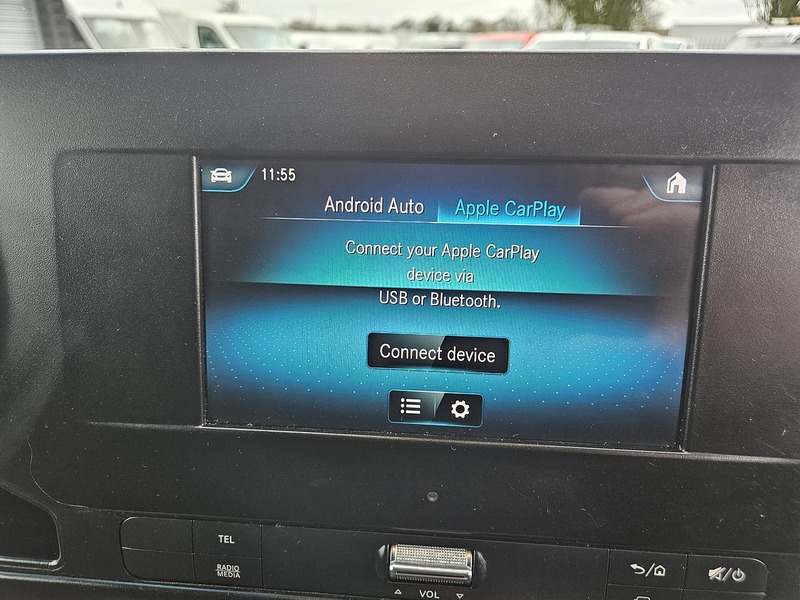 11:55
Android Auto Apple CarPlay
Connect your Apple CarPlay
device via
USB or Bluetooth.
Connect device
TEL
RADIO
MEDIA
VOL